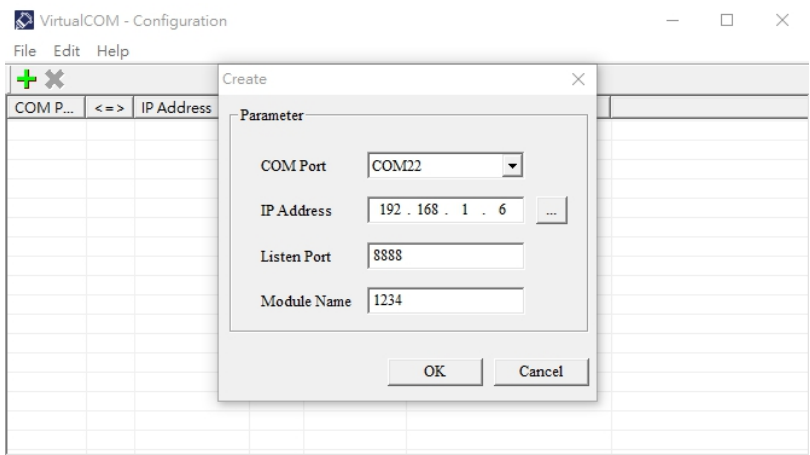 VirtualCOM - Configuration
File Edit Help
Create
COM P... <=> IP Address
Parameter
COM Port COM22
IP Address 192 . 168 . 1 . 6 ...
Listen Port 8888
Module Name 1234
OK Cancel